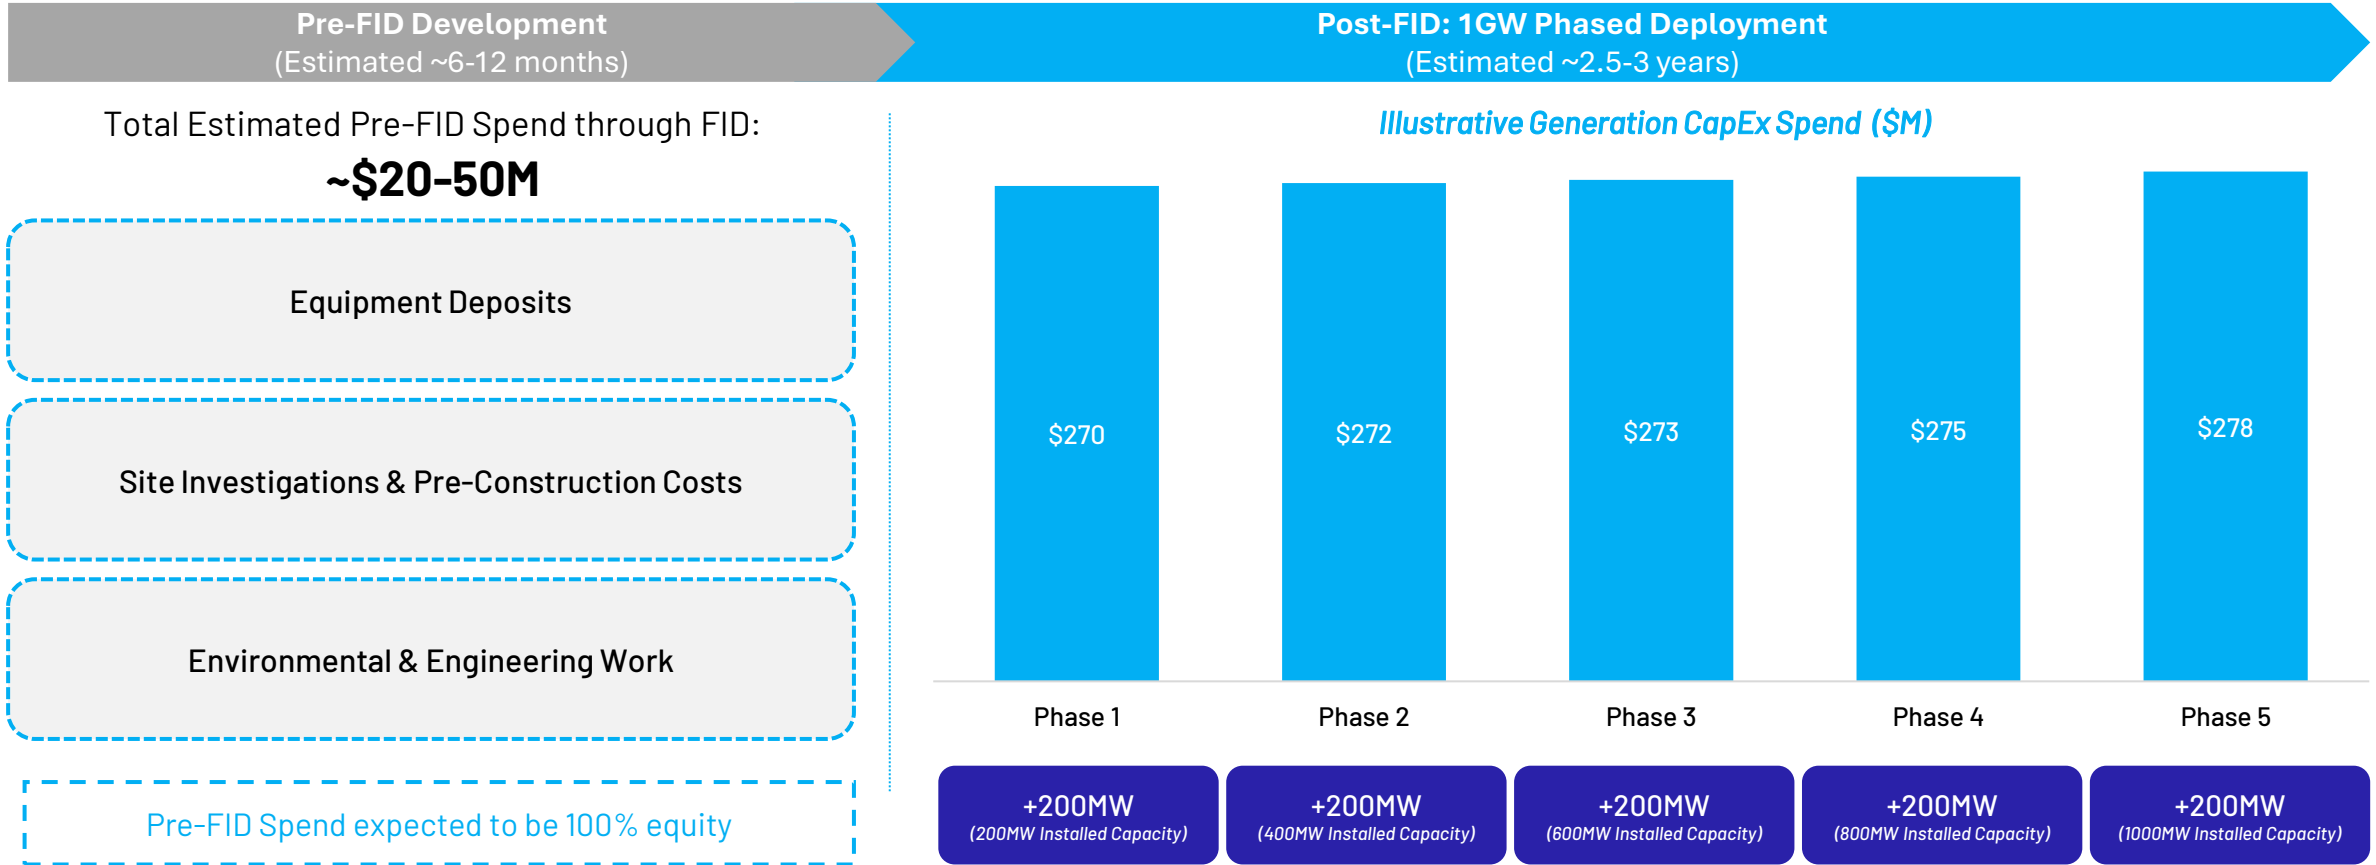 Pre-FID Development
(Estimated ~6-12 months)
Post-FID: 1GW Phased Deployment
(Estimated ~2.5-3 years)
Total Estimated Pre-FID Spend through FID:
~$20-50M
Equipment Deposits
Site Investigations & Pre-Construction Costs
Environmental & Engineering Work
Pre-FID Spend expected to be 100% equity
Illustrative Generation CapEx Spend ($M)
$270
$272
$273
$275
$278
Phase 1
Phase 2
Phase 3
Phase 4
Phase 5
+200MW
(200MW Installed Capacity)
+200MW
(400MW Installed Capacity)
+200MW
(600MW Installed Capacity)
+200MW
(800MW Installed Capacity)
+200MW
(1000MW Installed Capacity)